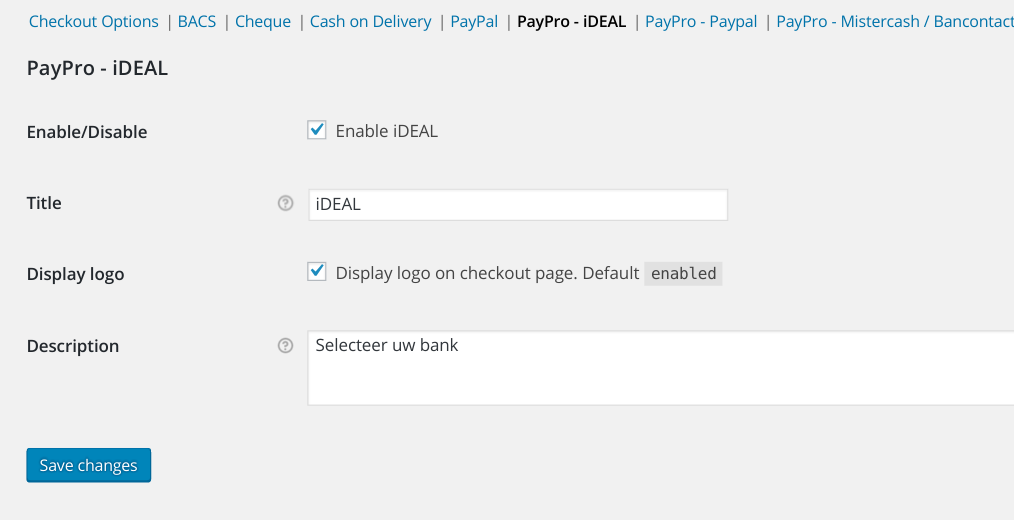 Checkout Options | BACS | Cheque | Cash on Delivery | PayPal | PayPro - iDEAL | PayPro - Paypal | PayPro - Mistercash / Bancontact
PayPro - iDEAL
Enable/Disable Enable iDEAL
Title ? iDEAL
Display logo Display logo on checkout page. Default enabled
Description ? Selecteer uw bank
Save changes